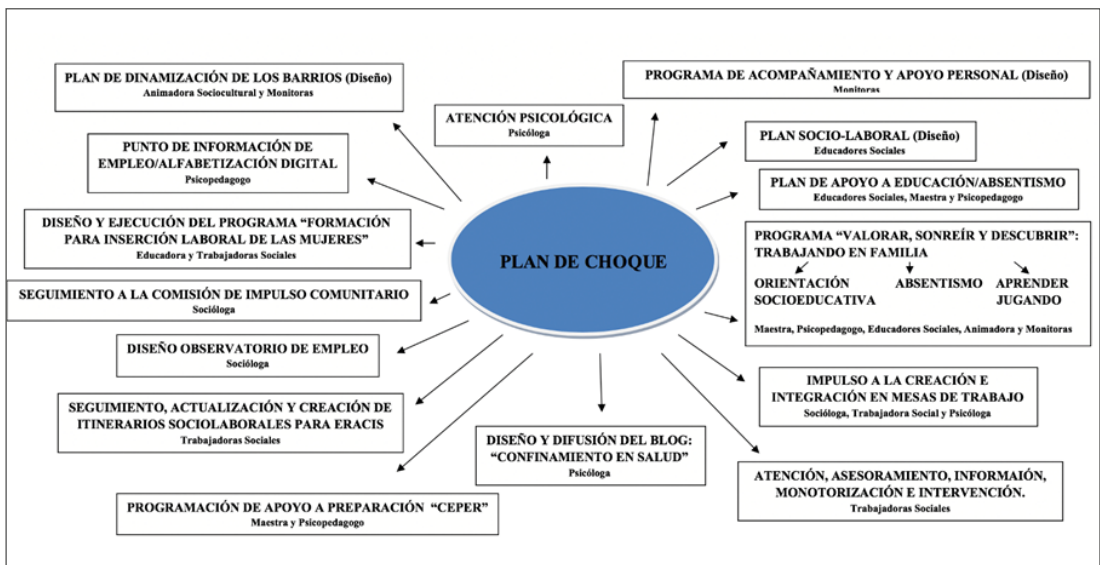 PLAN DE DINAMIZACIÓN DE LOS BARRIOS (Diseño)
Animadora Sociocultural y Monitoras
PROGRAMA DE ACOMPAÑAMIENTO Y APOYO PERSONAL (Diseño)
Monitoras
ATENCIÓN PSICOLÓGICA
Psicóloga
PUNTO DE INFORMACIÓN DE
EMPLEO/ALFABETIZACIÓN DIGITAL
Psicopedagogo
PLAN SOCIO-LABORAL (Diseño)
Educadores Sociales
PLAN DE APOYO A EDUCACIÓN/ABSENTISMO
Educadores Sociales, Maestra y Psicopedagogo
DISEÑO Y EJECUCIÓN DEL PROGRAMA “FORMACIÓN
PARA INSERCIÓN LABORAL DE LAS MUJERES”
Educadora y Trabajadoras Sociales
PROGRAMA “VALORAR, SONREÍR Y DESCUBRIR”:
TRABAJANDO EN FAMILIA
ORIENTACIÓN
SOCIOEDUCATIVA
ABSENTISMO
APRENDER
JUGANDO
Maestra, Psicopedagogo, Educadores Sociales, Animadora y Monitoras
PLAN DE CHOQUE
SEGUIMIENTO A LA COMISIÓN DE IMPULSO COMUNITARIO
Socióloga
DISEÑO OBSERVATORIO DE EMPLEO
Socióloga
IMPULSO A LA CREACIÓN E
INTEGRACIÓN EN MESAS DE TRABAJO
Socióloga, Trabajadora Social y Psicóloga
SEGUIMIENTO, ACTUALIZACIÓN Y CREACIÓN DE
ITINERARIOS SOCIOLABORALES PARA ERACIS
Trabajadoras Sociales
DISEÑO Y DIFUSIÓN DEL BLOG:
“CONFINAMIENTO EN SALUD”
Psicóloga
ATENCIÓN, ASESORAMIENTO, INFORMAIÓN,
MONOTORIZACIÓN E INTERVENCIÓN.
Trabajadoras Sociales
PROGRAMACIÓN DE APOYO A PREPARACIÓN “CEPER”
Maestra y Psicopedagogo